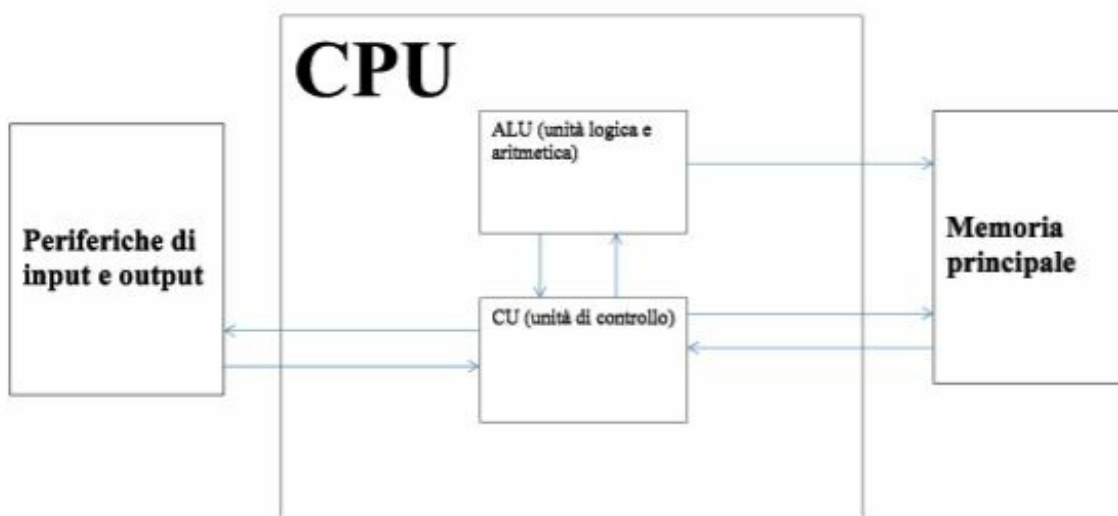 CPU
ALU (unità logica e
aritmetica)
Periferiche di
input e output
Memoria
principale
CU (unità di controllo)